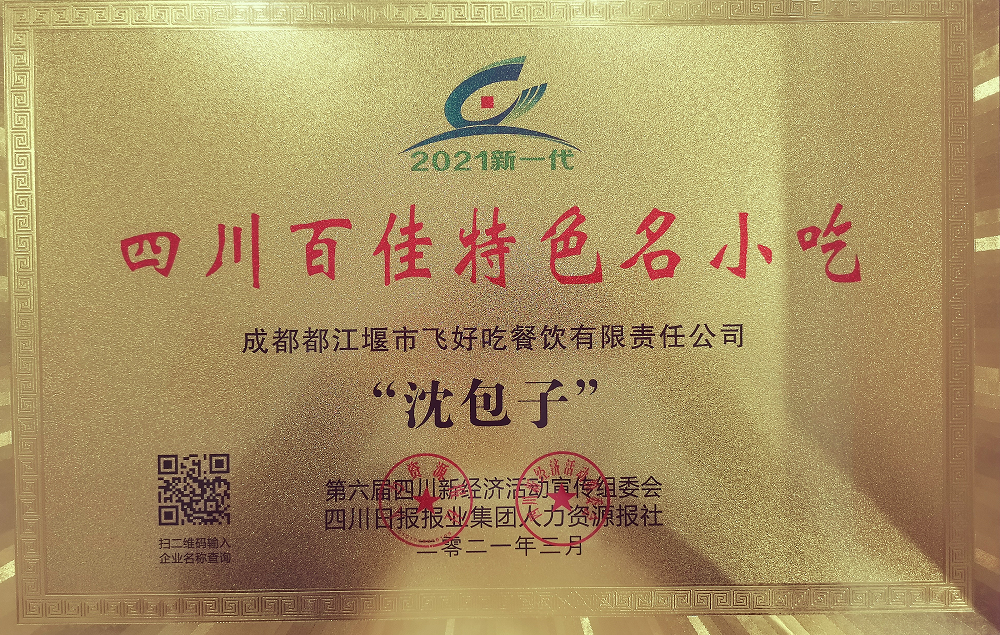 2021新一代
四川百佳特色名小吃
成都都江堰市飞好吃餐饮有限责任公司
“沈包子”
第六届四川新经济活动宣传组委会
四川日报报业集团人力资源报社
二零二一年三月
扫二维码输入
企业名称查询